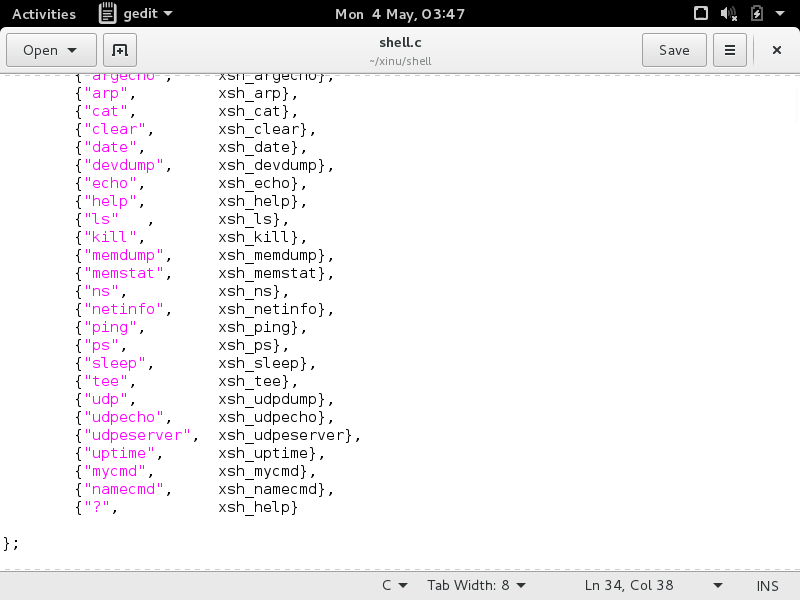 Activities gedit Mon 4 May, 03:47
Open shell.c Save
~/xinu/shell
{"argecho", xsh_argecho},
{"arp", xsh_arp},
{"cat", xsh_cat},
{"clear", xsh_clear},
{"date", xsh_date},
{"devdump", xsh_devdump},
{"echo", xsh_echo},
{"help", xsh_help},
{"ls" , xsh_ls},
{"kill", xsh_kill},
{"memdump", xsh_memdump},
{"memstat", xsh_memstat},
{"ns", xsh_ns},
{"netinfo", xsh_netinfo},
{"ping", xsh_ping},
{"ps", xsh_ps},
{"sleep", xsh_sleep},
{"tee", xsh_tee},
{"udp", xsh_udpdump},
{"udpecho", xsh_udpecho},
{"udpeserver", xsh_udpeserver},
{"uptime", xsh_uptime},
{"mycmd", xsh_mycmd},
{"namecmd", xsh_namecmd},
{"?", xsh_help}
};
C Tab Width: 8 Ln 34, Col 38 INS